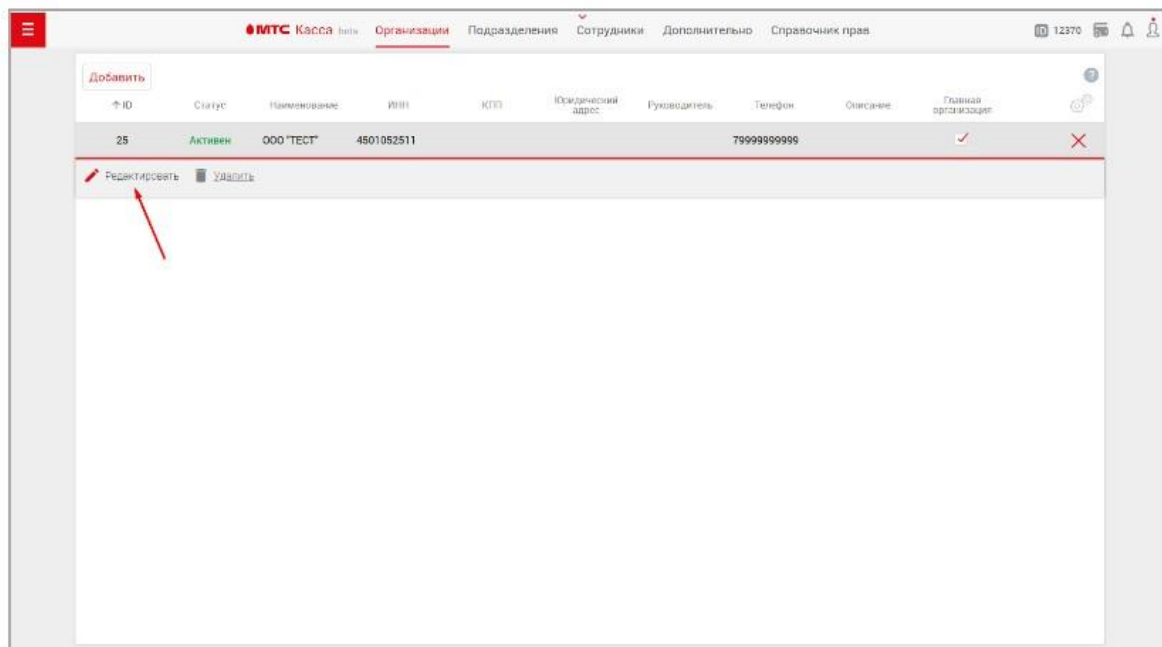 МТС Касса beta Организации Подразделения Сотрудники Дополнительно Справочник прав 12370
Добавить
ID Статус Наименование ИНН КПП Юридический адрес Руководитель Телефон Описание Главная организация
25 Активен ООО "ТЕСТ" 4501052511 79999999999
Редактировать Удалить